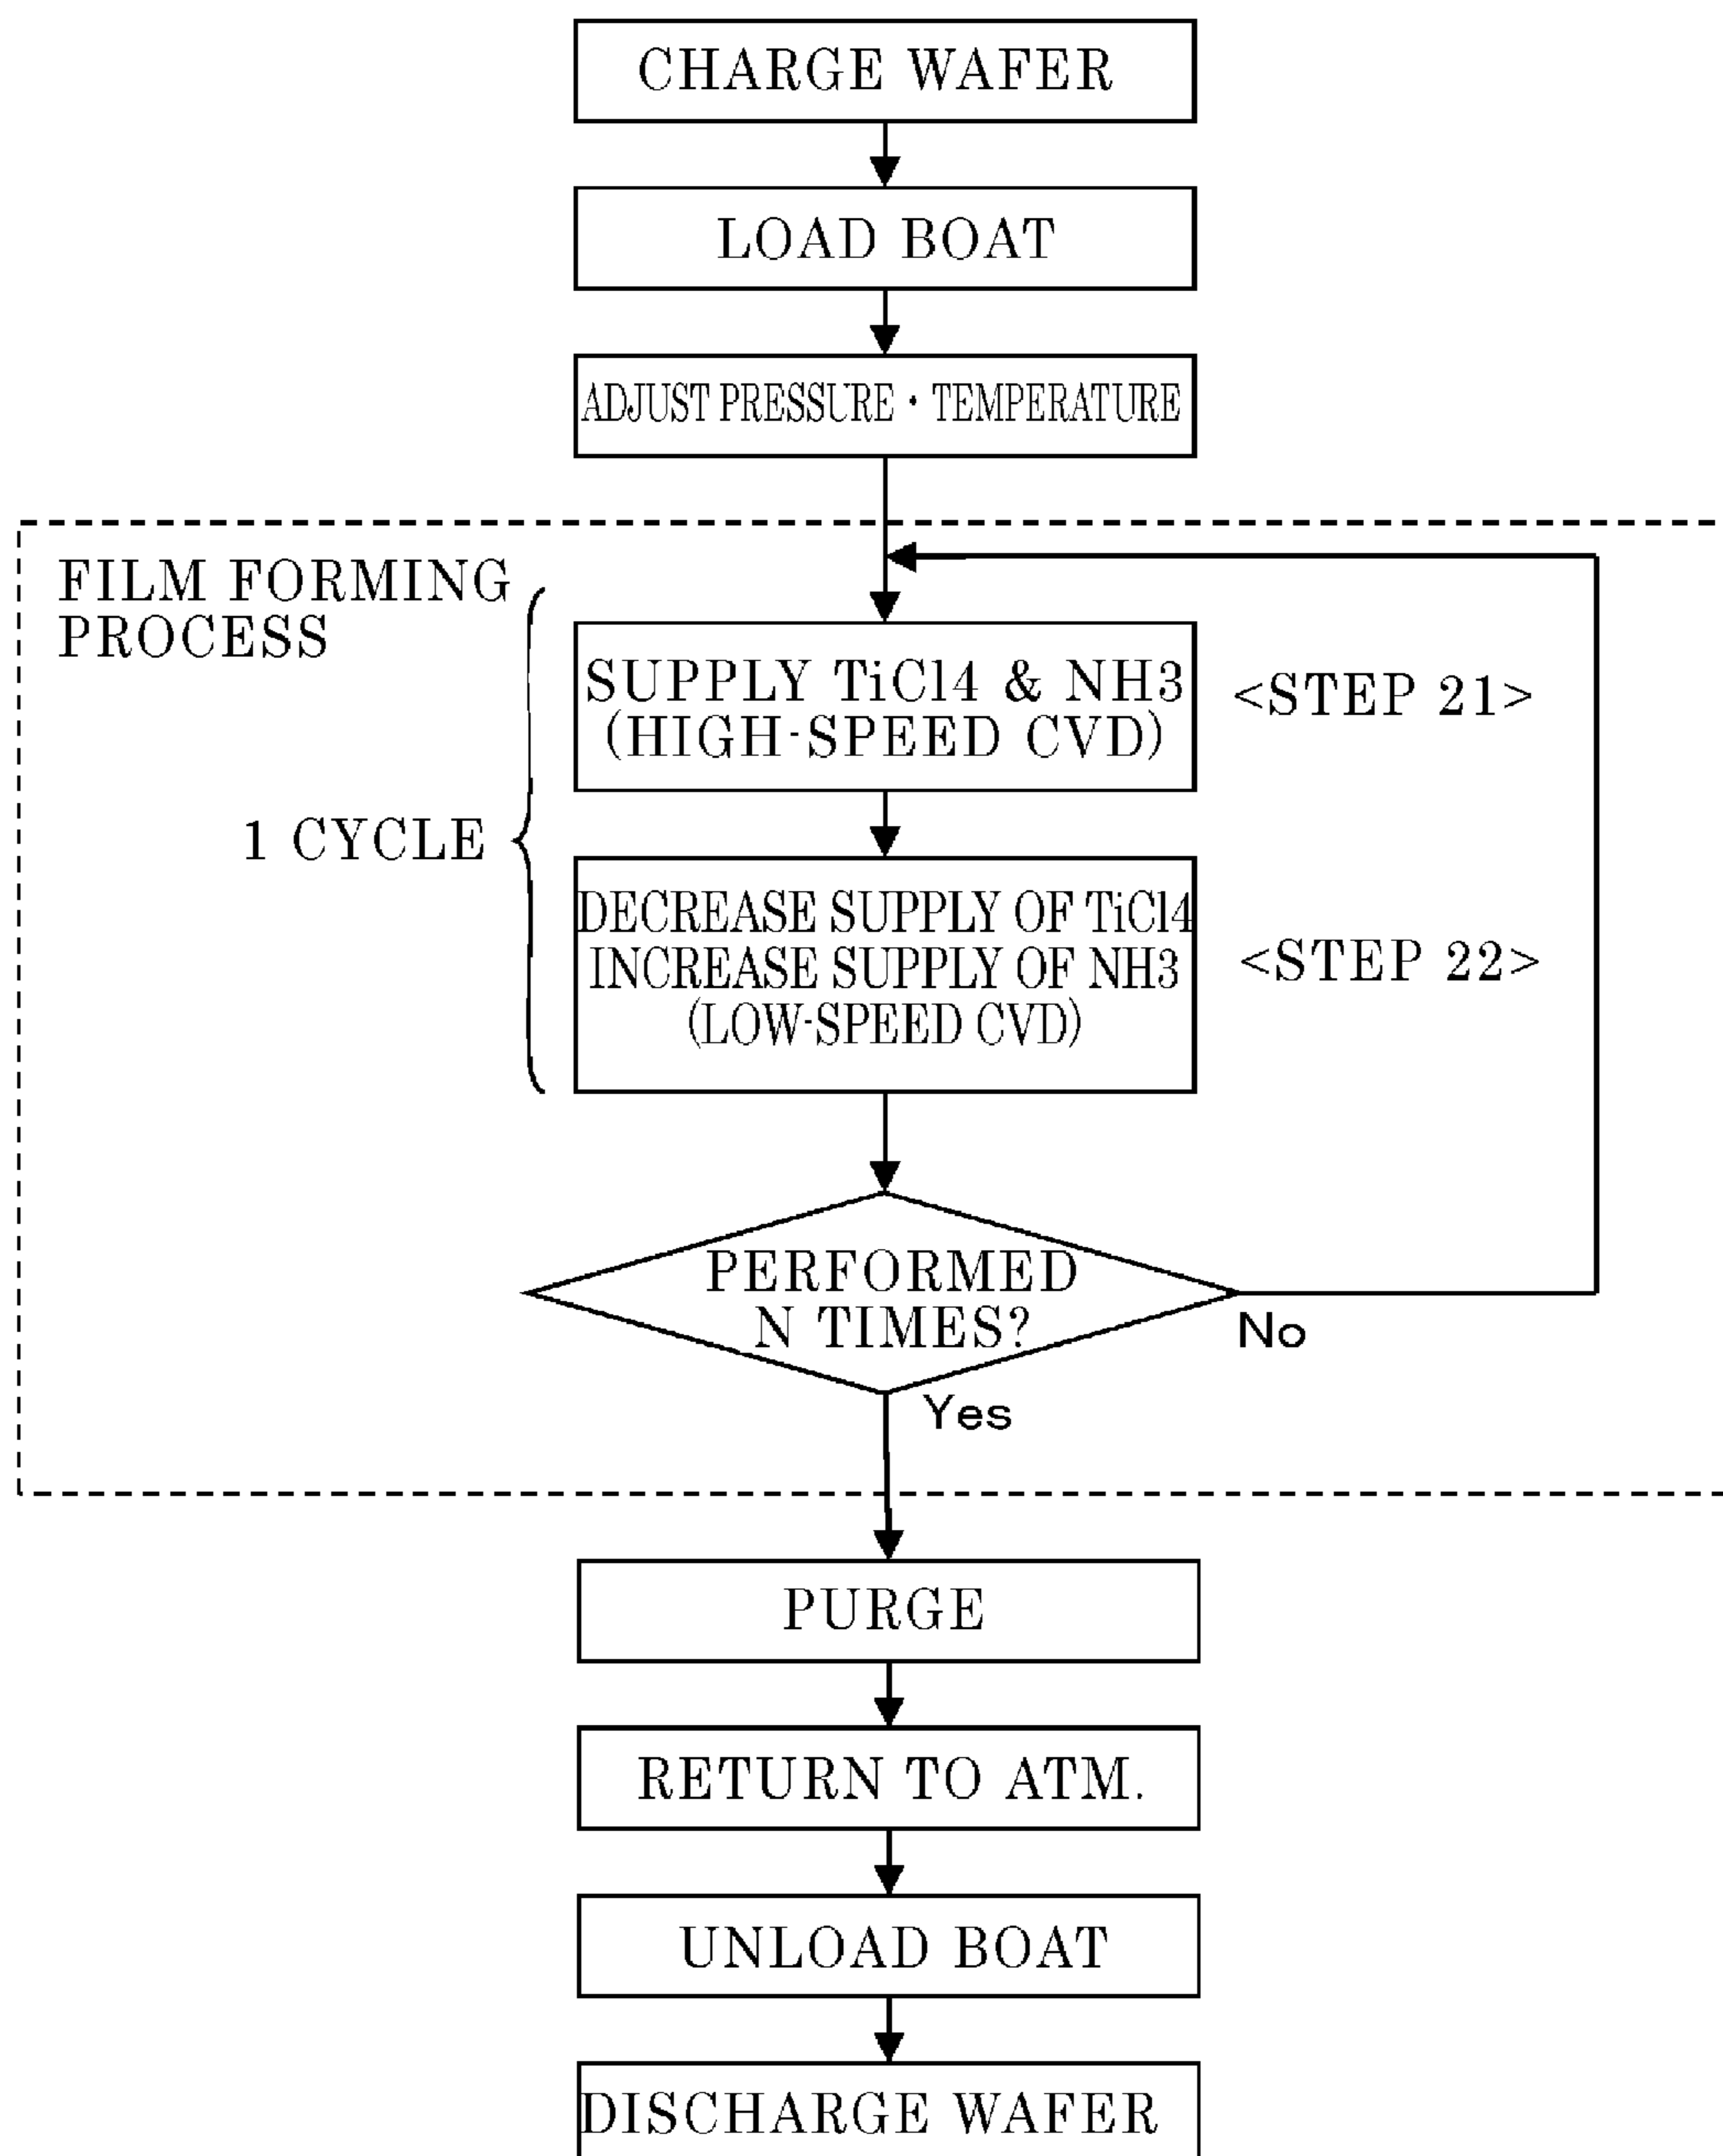 CHARGE WAFER
LOAD BOAT
ADJUST PRESSURE・TEMPERATURE
FILM FORMING
PROCESS
SUPPLY TiCl4 & NH3
(HIGH-SPEED CVD)
<STEP 21>
1 CYCLE
DECREASE SUPPLY OF TiCl4
INCREASE SUPPLY OF NH3
(LOW-SPEED CVD)
<STEP 22>
PERFORMED
N TIMES?
No
Yes
PURGE
RETURN TO ATM.
UNLOAD BOAT
DISCHARGE WAFER